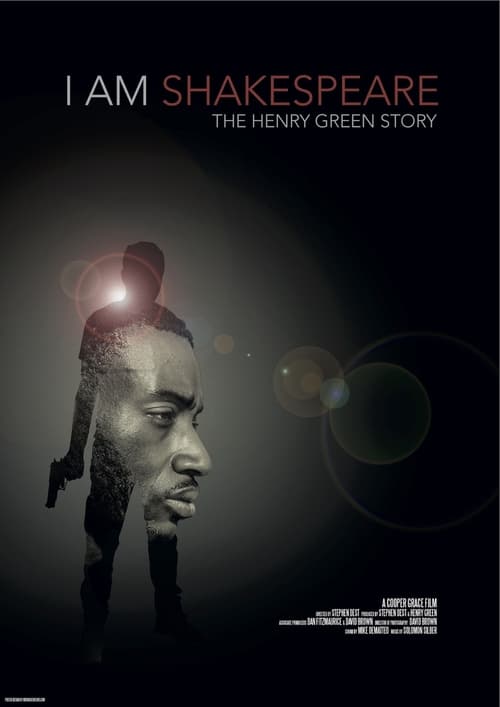 I AM SHAKESPEARE
THE HENRY GREEN STORY
A COOPER GRACE FILM
DIRECTED BY STEPHEN DEST PRODUCED BY STEPHEN DEST & HENRY GREEN
ASSOCIATE PRODUCERS DAN FITZMAURICE & DAVID BROWN DIRECTOR OF PHOTOGRAPHY DAVID BROWN
SOUND BY MIKE DEMATTEO MUSIC BY SOLOMON SILBER